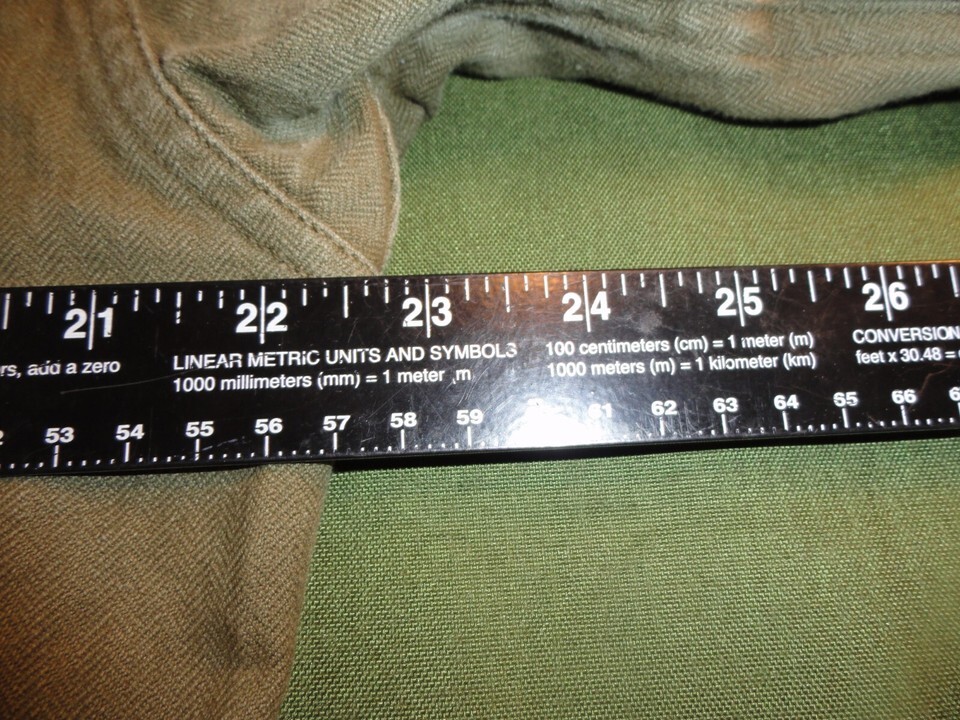 21 22 23 24 25 26
rs, add a zero
LINEAR METRIC UNITS AND SYMBOLS
1000 millimeters (mm) = 1 meter m
100 centimeters (cm) = 1 meter (m)
1000 meters (m) = 1 kilometer (km)
CONVERSION
feet x 30.48 =
53 54 55 56 57 58 59 61 62 63 64 65 66